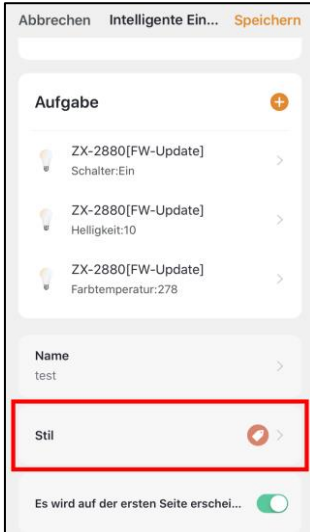 Abbrechen Intelligente Ein... Speichern
Aufgabe
ZX-2880[FW-Update]
Schalter:Ein
ZX-2880[FW-Update]
Helligkeit:10
ZX-2880[FW-Update]
Farbtemperatur:278
Name
test
Stil
Es wird auf der ersten Seite erschei...